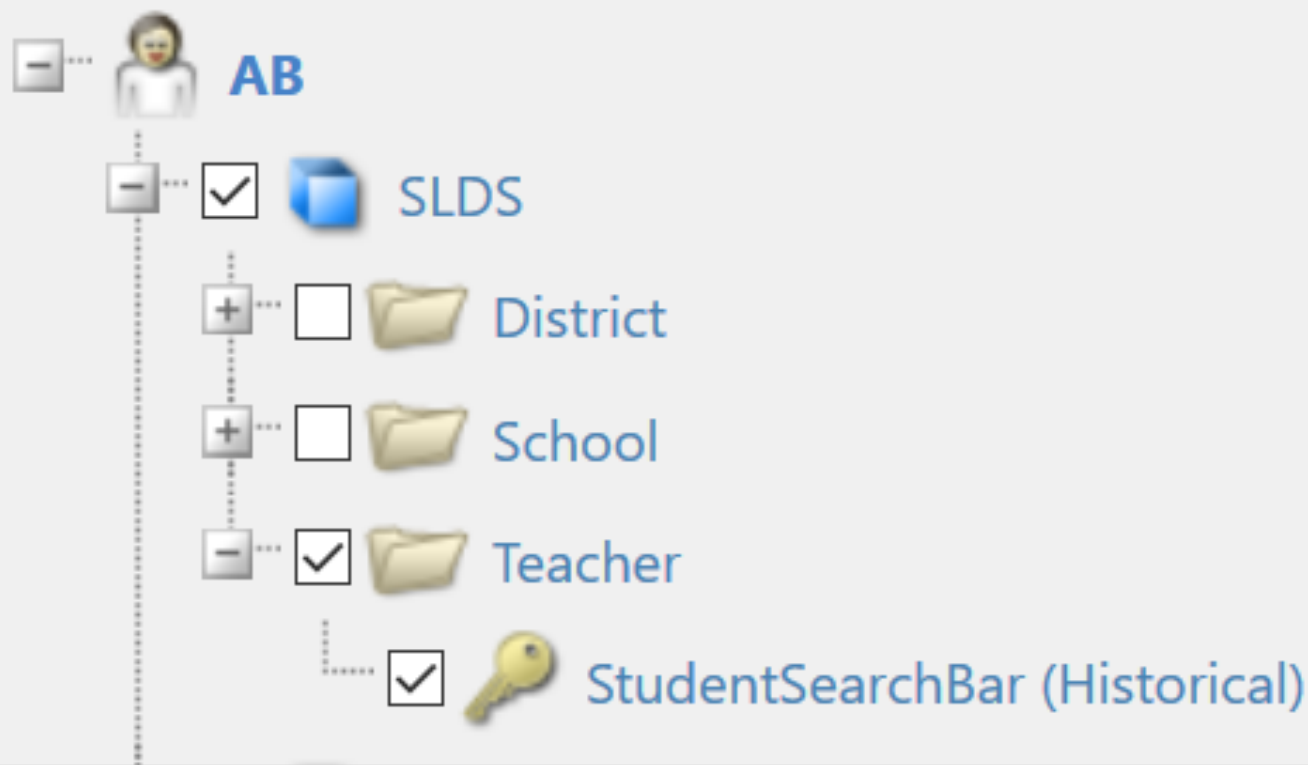 AB
SLDS
District
School
Teacher
StudentSearchBar (Historical)